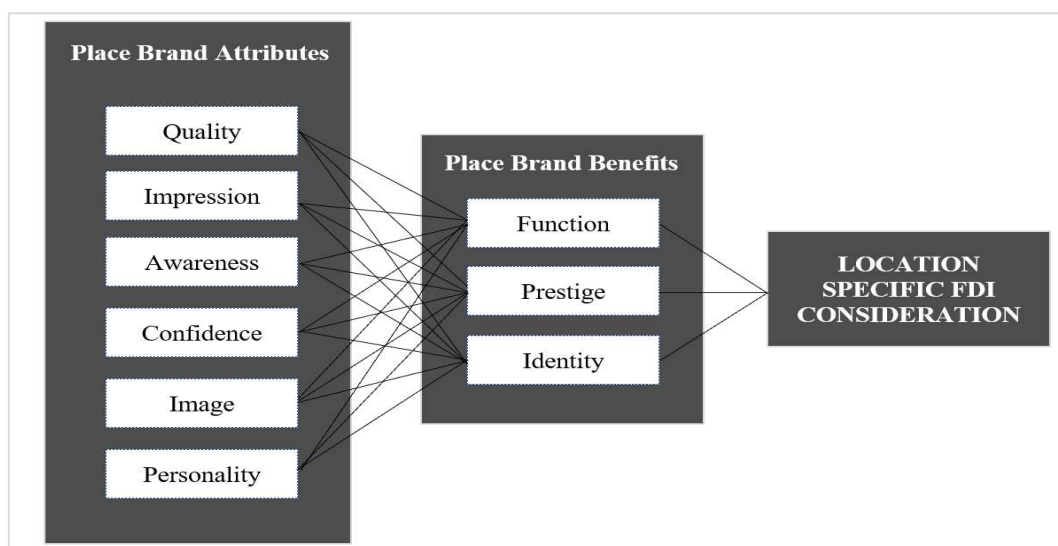 Place Brand Attributes
Quality
Impression
Awareness
Confidence
Image
Personality
Place Brand Benefits
Function
Prestige
Identity
LOCATION
SPECIFIC FDI
CONSIDERATION